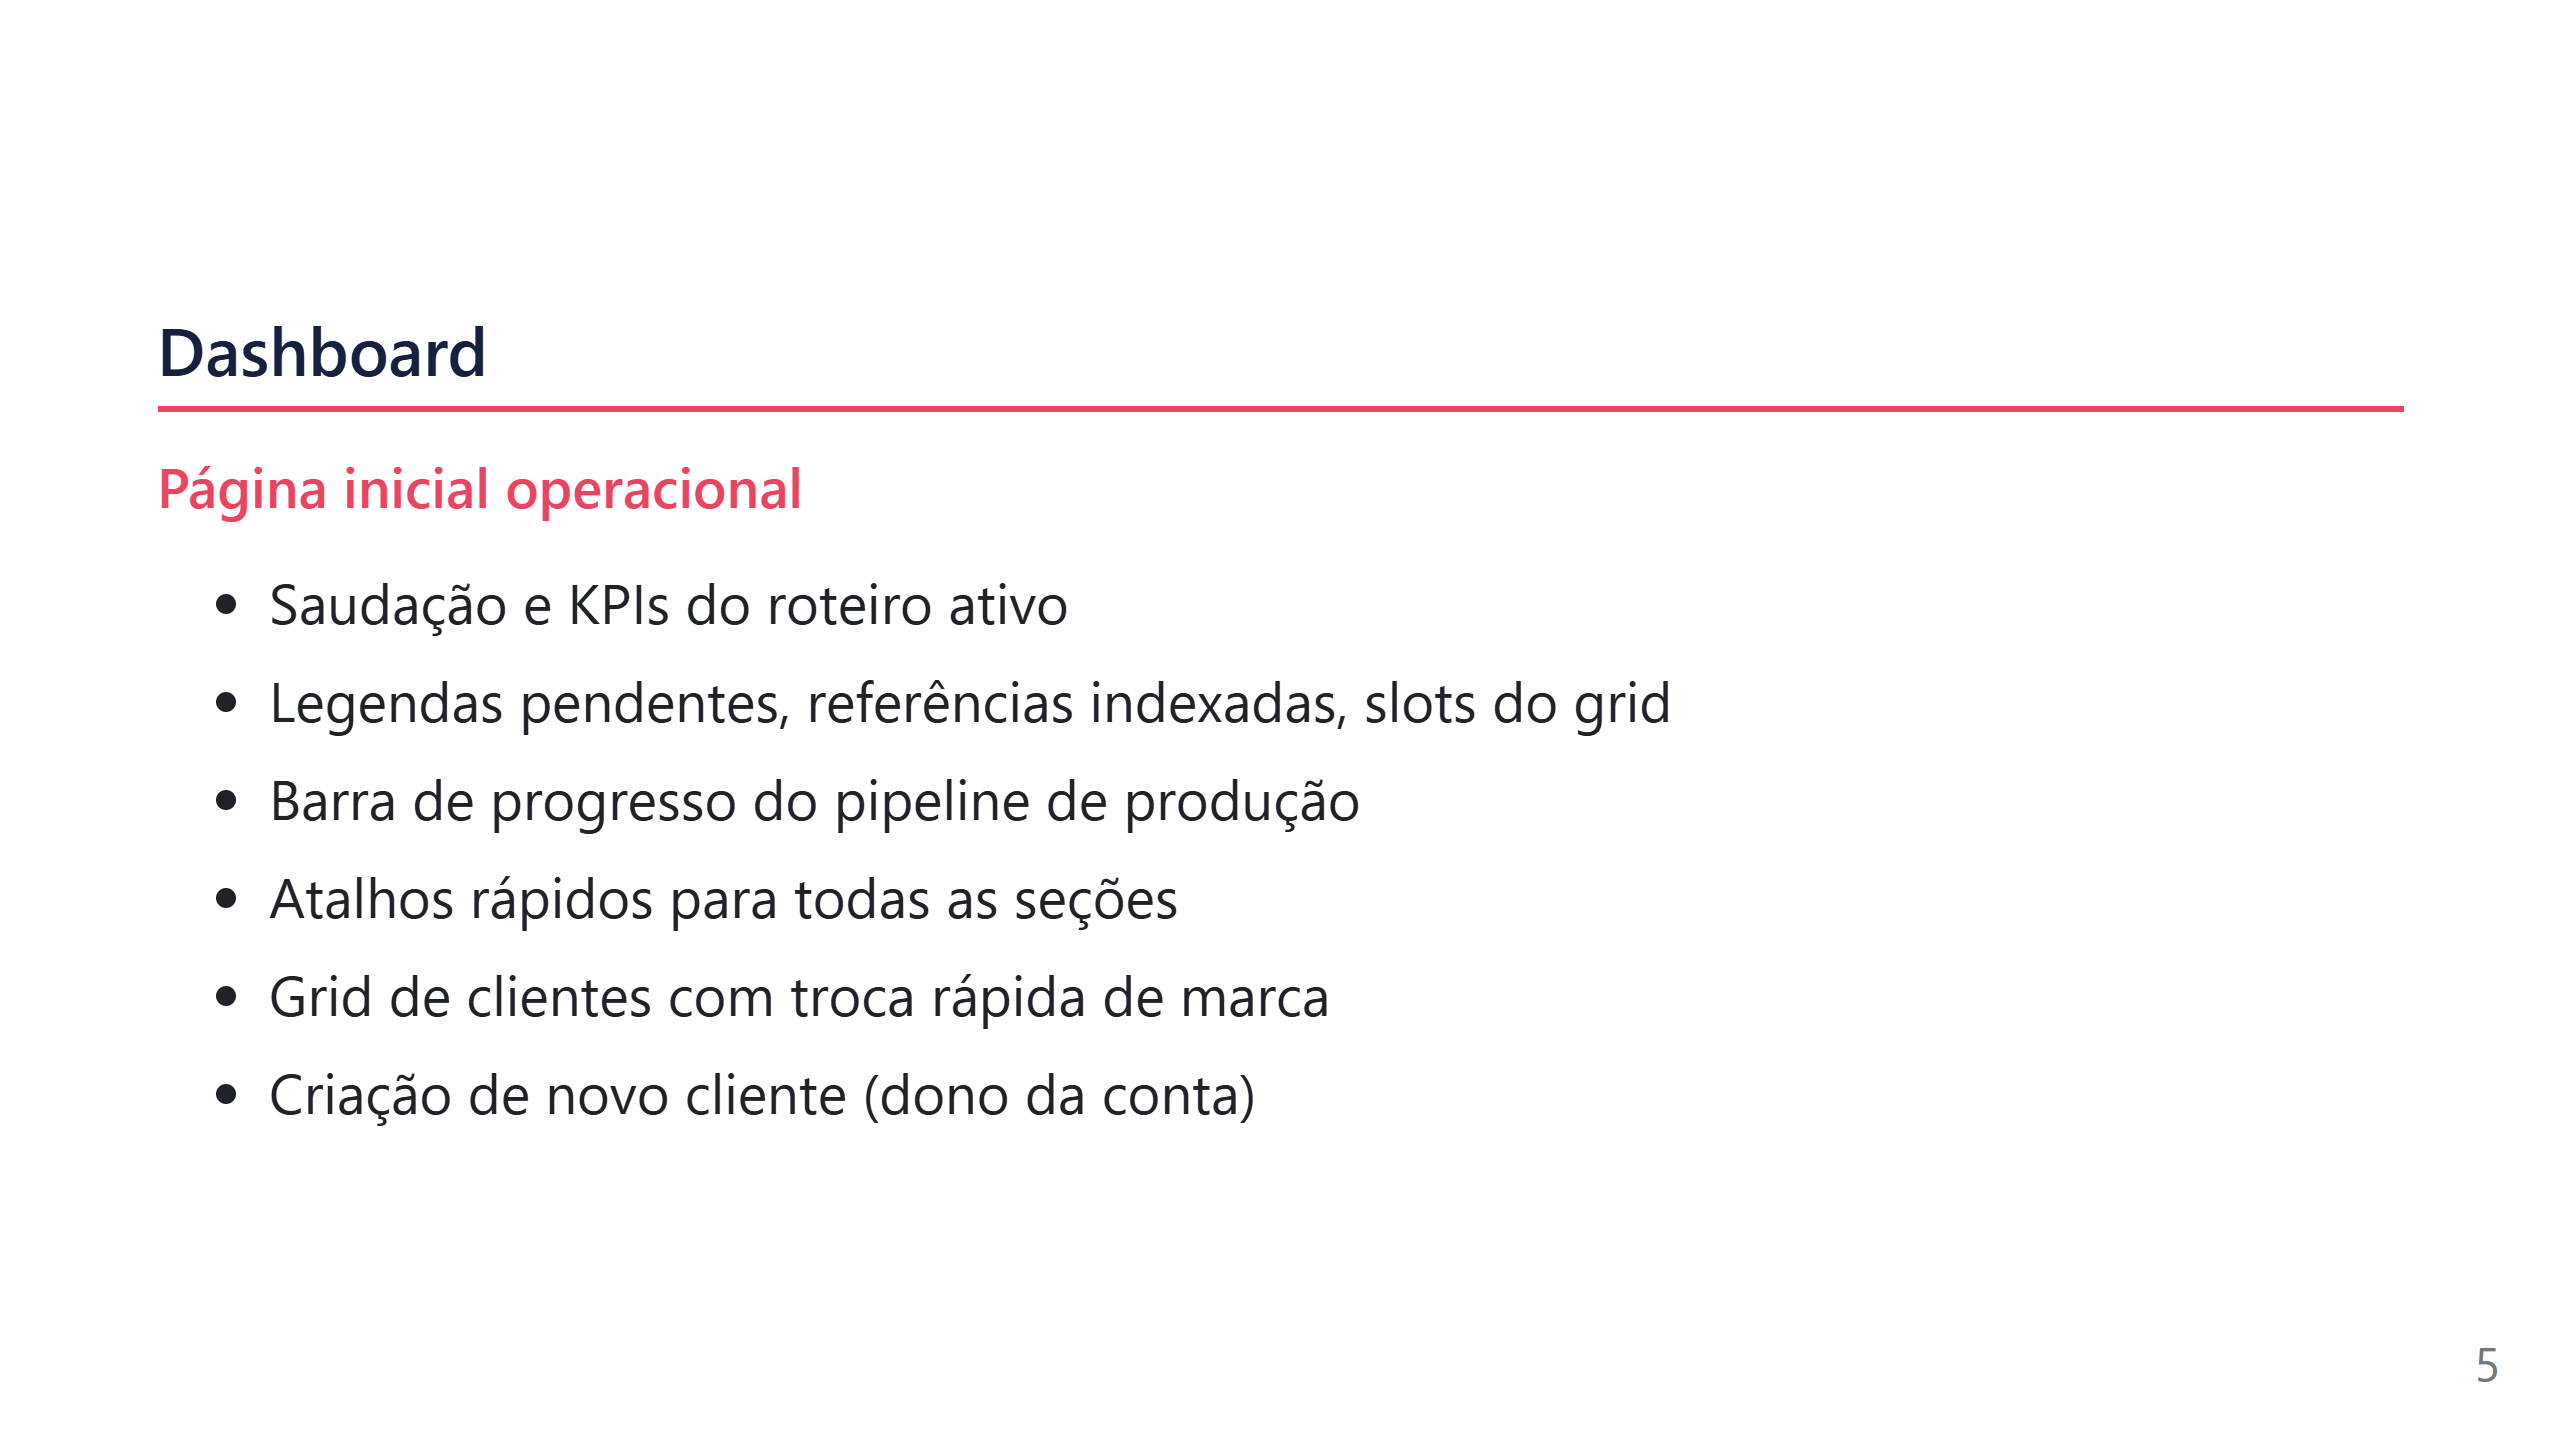 Dashboard
Página inicial operacional
• Saudação e KPIs do roteiro ativo
• Legendas pendentes, referências indexadas, slots do grid
• Barra de progresso do pipeline de produção
• Atalhos rápidos para todas as seções
• Grid de clientes com troca rápida de marca
• Criação de novo cliente (dono da conta)
5